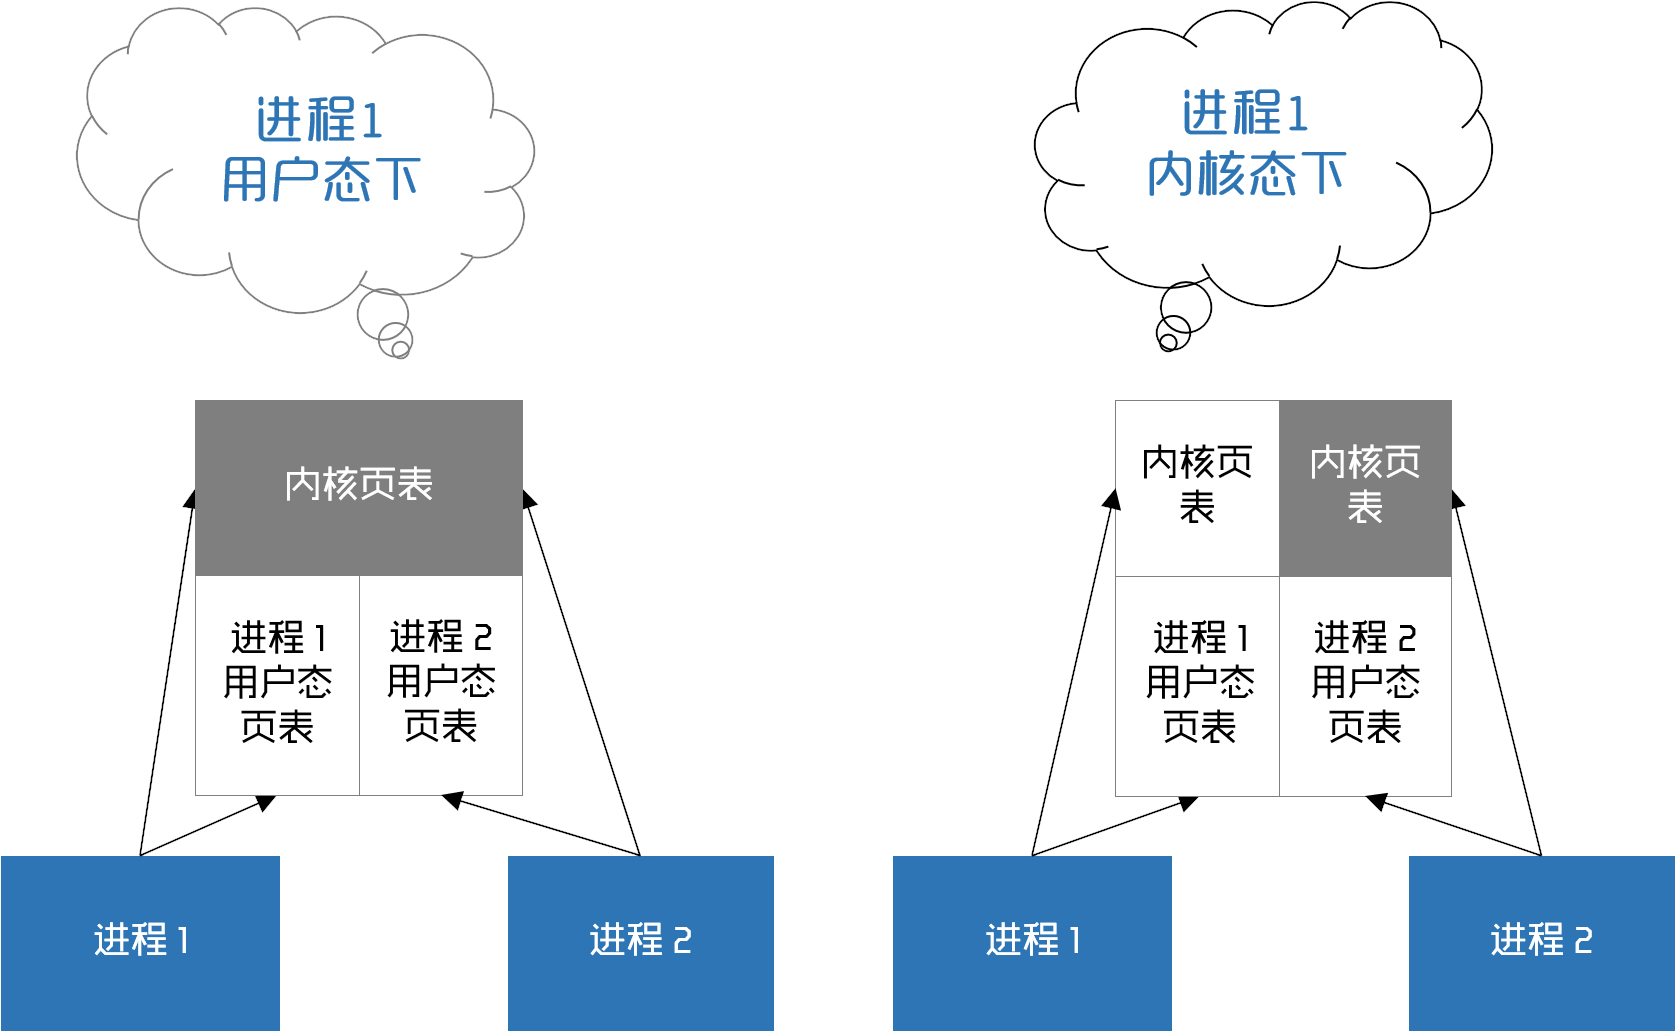 进程1
用户态下
进程1
内核态下
内核页表
进程 1
用户态
页表
进程 2
用户态
页表
进程 1
进程 2
内核页
表
内核页
表
进程 1
用户态
页表
进程 2
用户态
页表
进程 1
进程 2